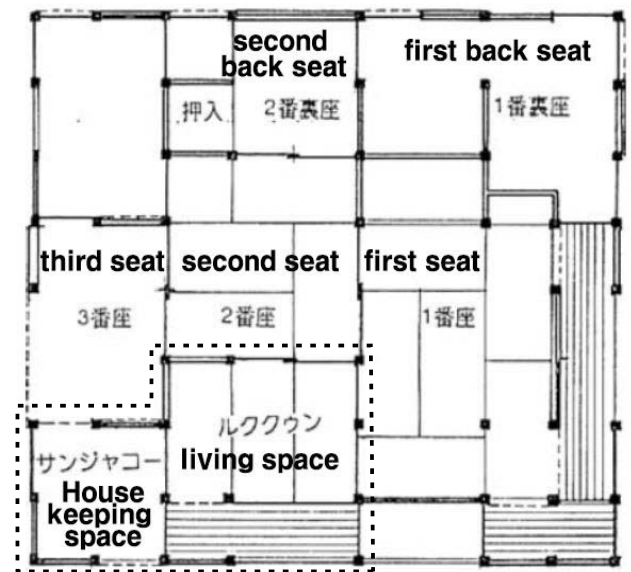 second
back seat
first back seat
押入
2番裏座
1番裏座
third seat
second seat
first seat
3番座
2番座
1番座
ルククゥン
サンジャコー
living space
House
keeping
space